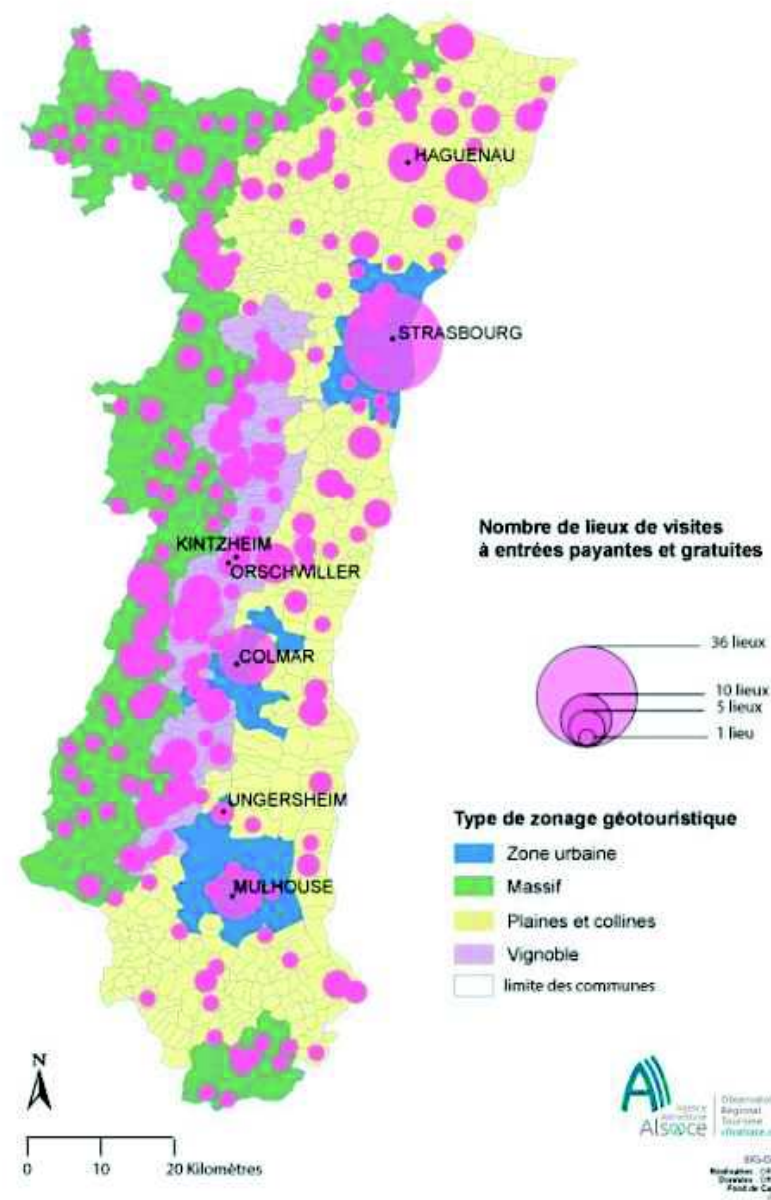 HAGUENAU
STRASBOURG
KINTZHEIM
ORSCHWILLER
COLMAR
UNGERSHEIM
MULHOUSE
Nombre de lieux de visites
à entrées payantes et gratuites
36 lieux
10 lieux
5 lieux
1 lieu
Type de zonage géotouristique
Zone urbaine
Massif
Plaines et collines
Vignoble
limite des communes
N
0 10 20 Kilomètres
Alsace